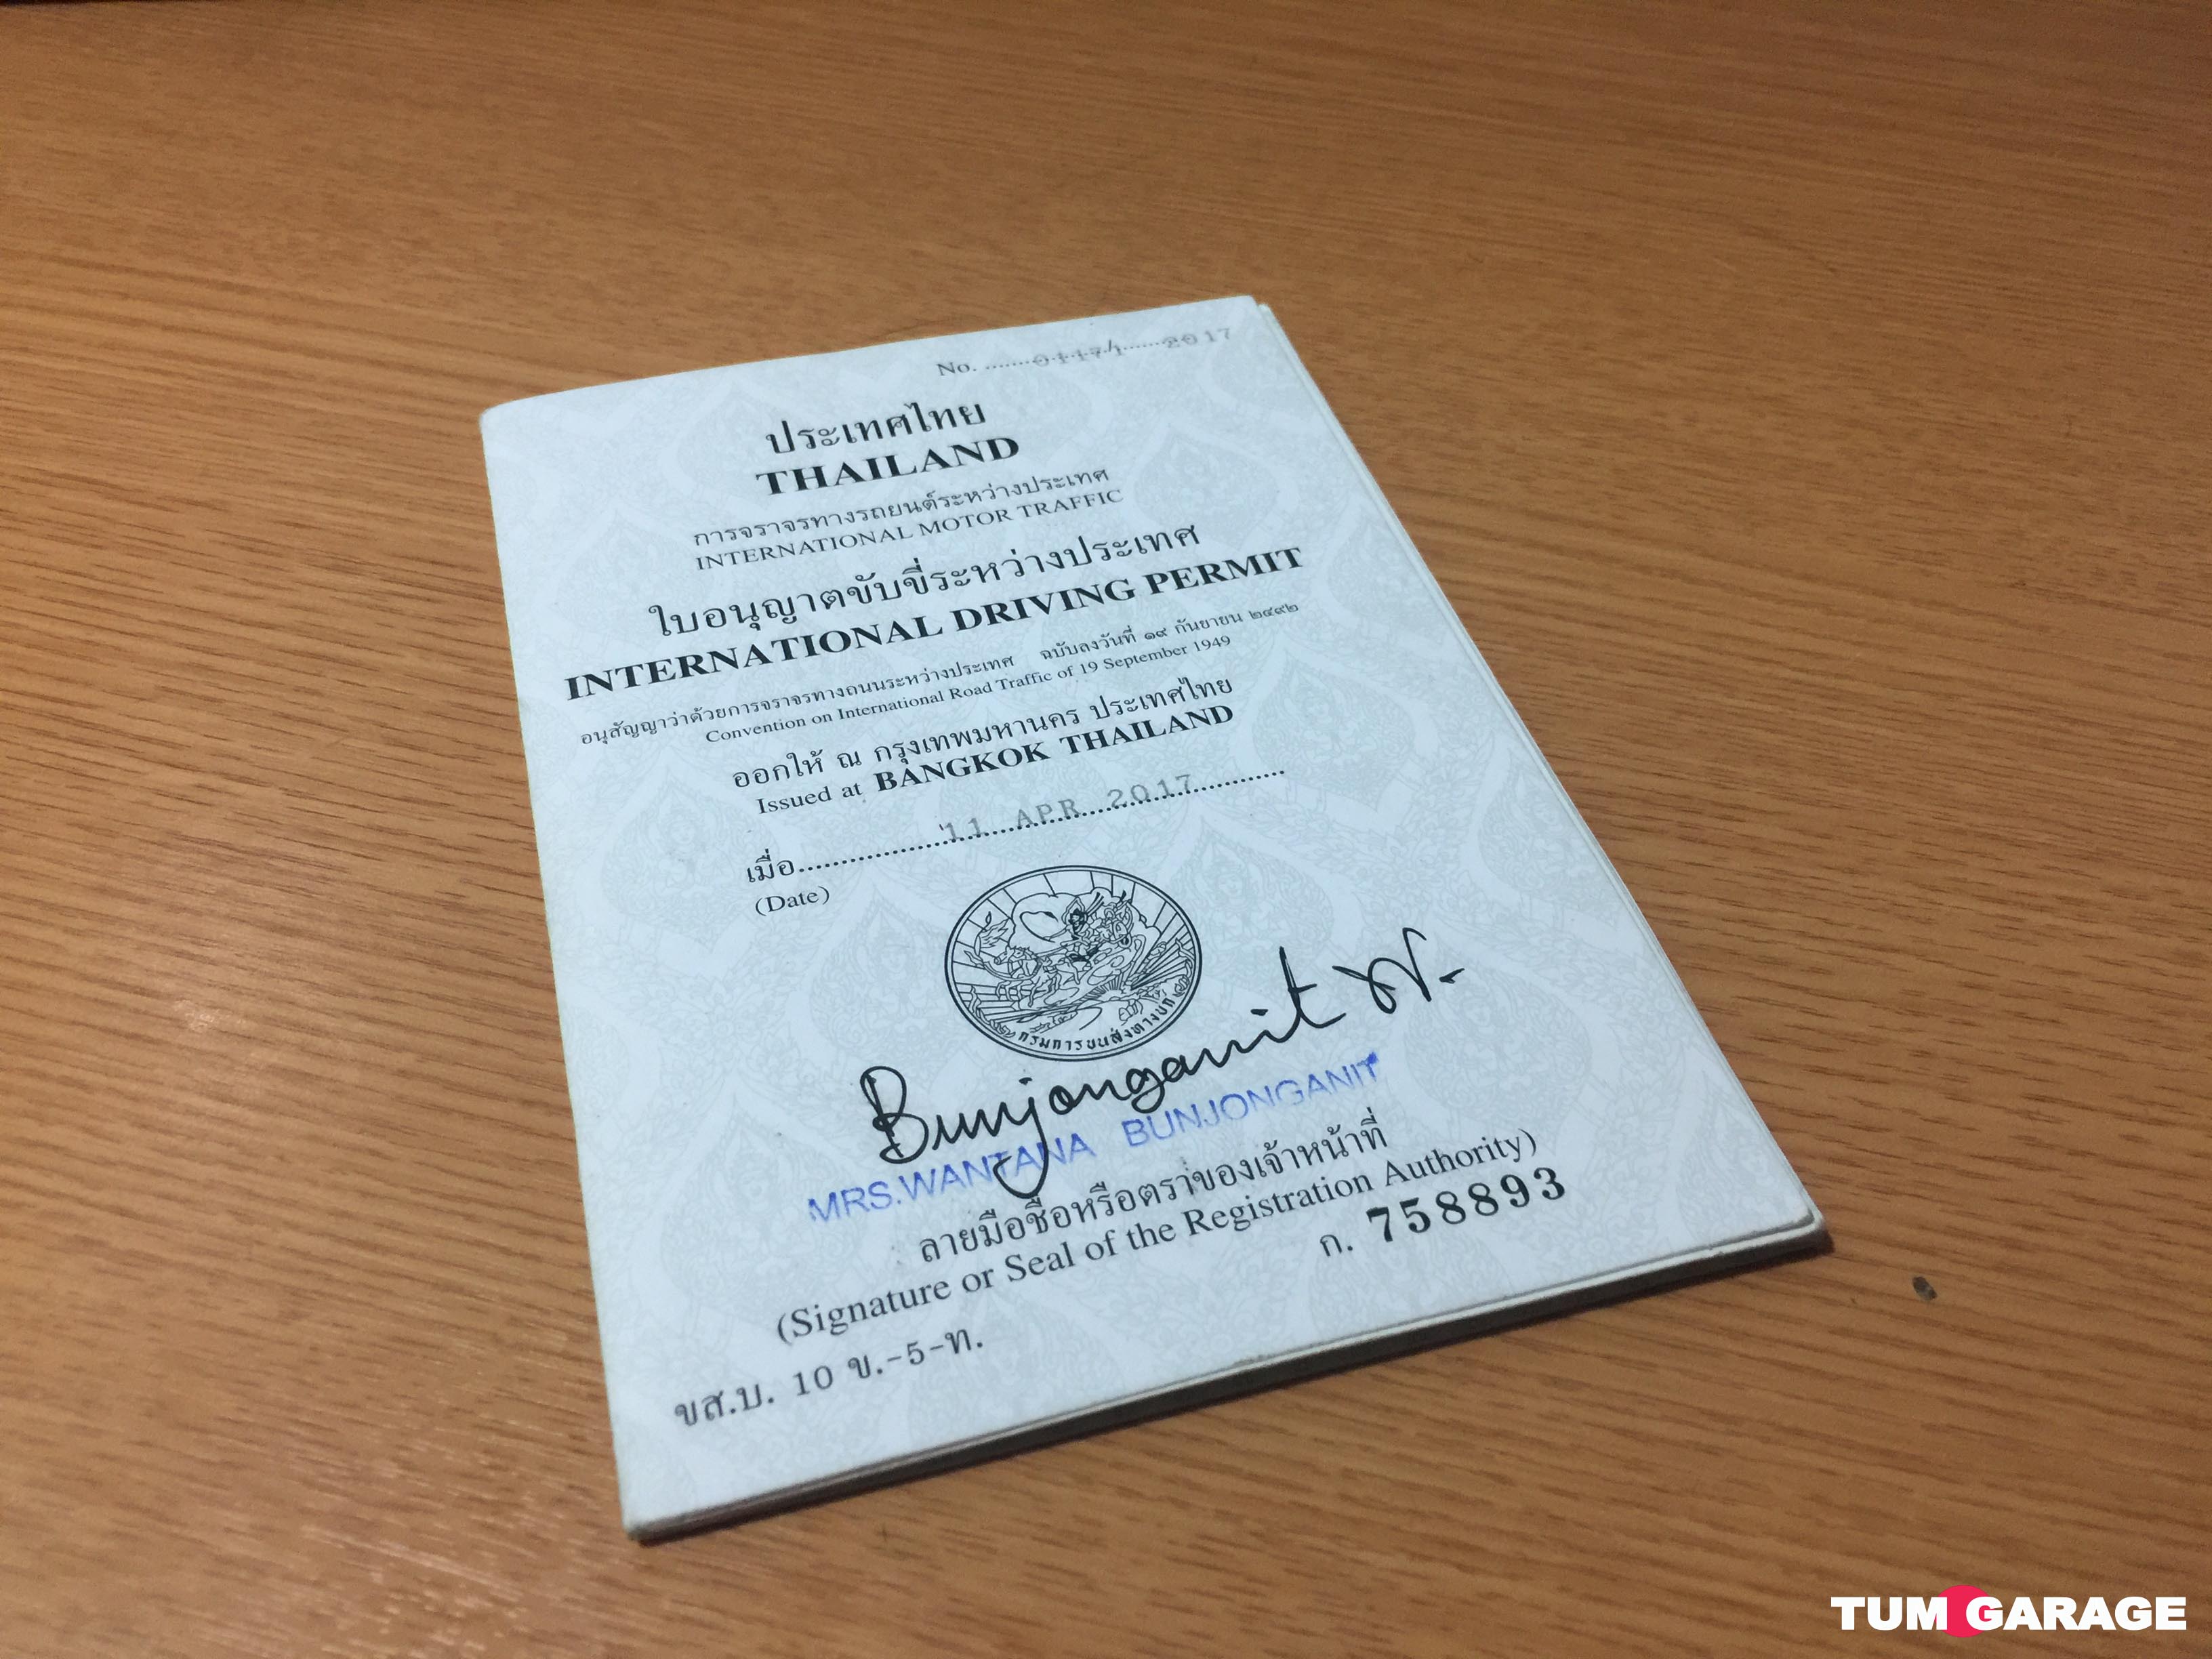 No. ....... 01171 ...... 2017
ประเทศไทย
THAILAND
การจราจรทางรถยนต์ระหว่างประเทศ
INTERNATIONAL MOTOR TRAFFIC
ใบอนุญาตขับขี่ระหว่างประเทศ
INTERNATIONAL DRIVING PERMIT
อนุสัญญาว่าด้วยการจราจรทางถนนระหว่างประเทศ ฉบับลงวันที่ ๑๙ กันยายน ๒๔๙๒
Convention on International Road Traffic of 19 September 1949
ออกให้ ณ กรุงเทพมหานคร ประเทศไทย
Issued at BANGKOK THAILAND
เมื่อ 11 APR 2017
(Date)
กรมการขนส่งทางบก
Bunjonganit พ.
MRS.WANTANA BUNJONGANIT
ลายมือชื่อหรือตราของเจ้าหน้าที่
(Signature or Seal of the Registration Authority)
ก. 758893
ขส.บ. 10 ข.-5-ท.
TUM GARAGE